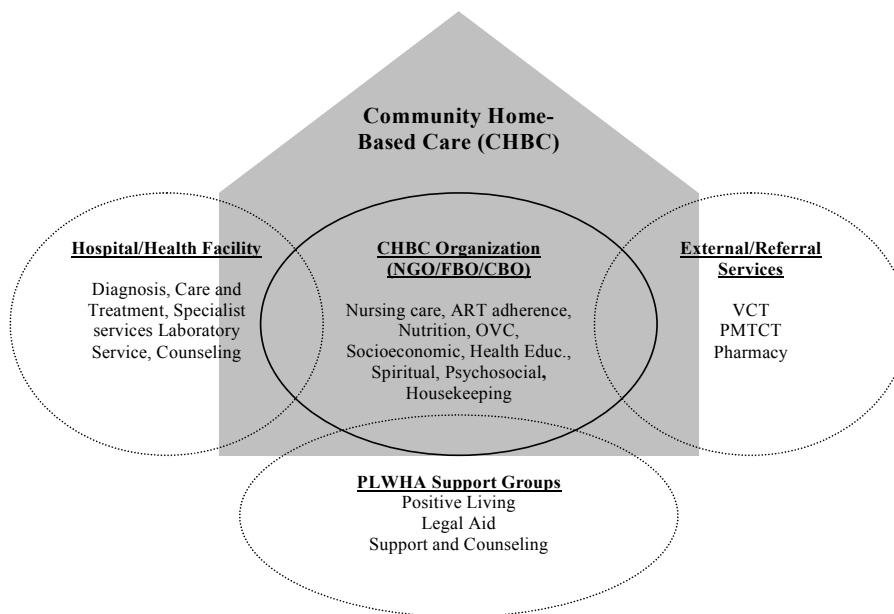 Community Home-
Based Care (CHBC)
Hospital/Health Facility
Diagnosis, Care and
Treatment, Specialist
services Laboratory
Service, Counseling
CHBC Organization
(NGO/FBO/CBO)
Nursing care, ART adherence,
Nutrition, OVC,
Socioeconomic, Health Educ.,
Spiritual, Psychosocial,
Housekeeping
External/Referral
Services
VCT
PMTCT
Pharmacy
PLWHA Support Groups
Positive Living
Legal Aid
Support and Counseling